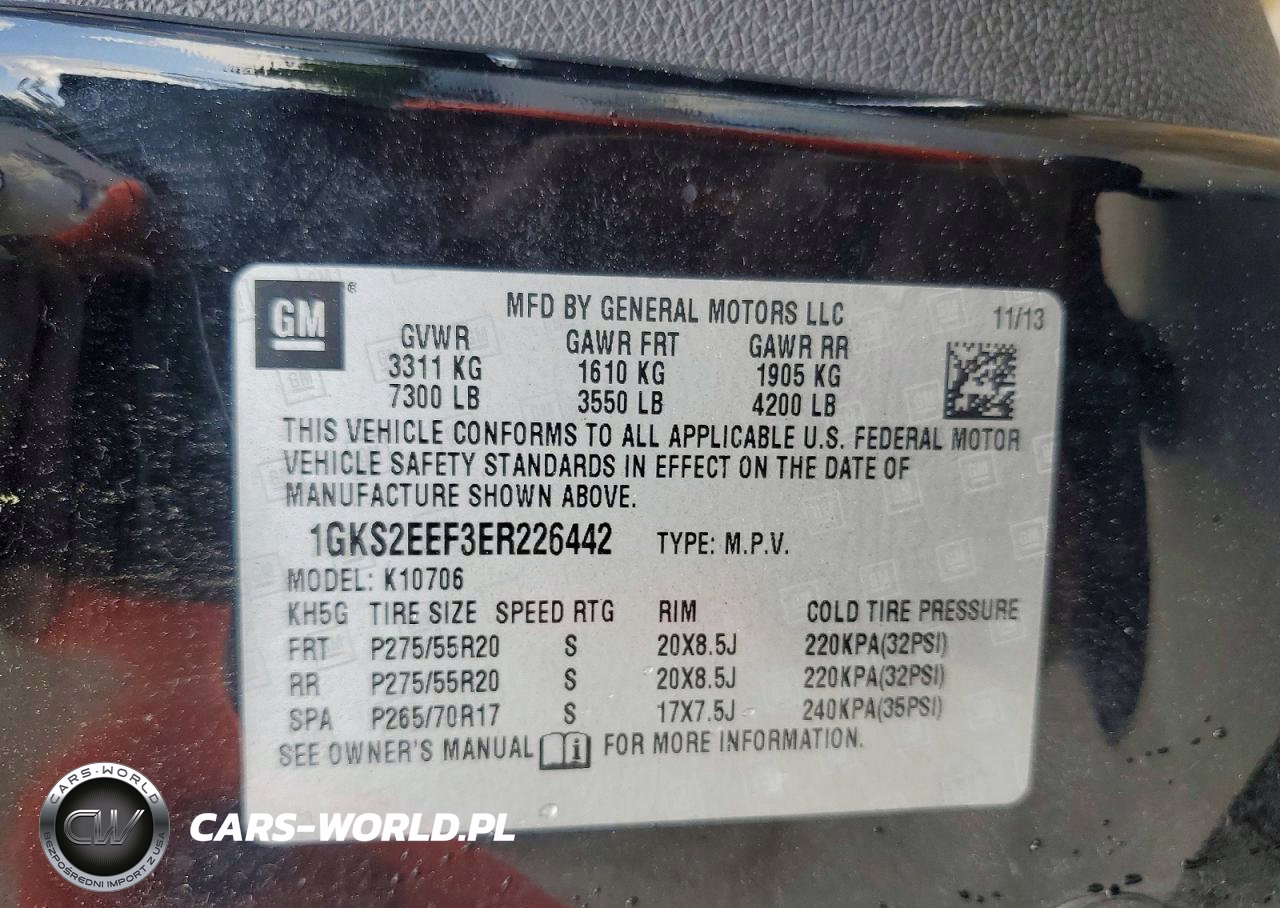 GM ®
MFD BY GENERAL MOTORS LLC
11/13
GVWR GAWR FRT GAWR RR
3311 KG 1610 KG 1905 KG
7300 LB 3550 LB 4200 LB
THIS VEHICLE CONFORMS TO ALL APPLICABLE U.S. FEDERAL MOTOR
VEHICLE SAFETY STANDARDS IN EFFECT ON THE DATE OF
MANUFACTURE SHOWN ABOVE.
1GKS2EEF3ER226442 TYPE: M.P.V.
MODEL: K10706
KH5G TIRE SIZE SPEED RTG RIM COLD TIRE PRESSURE
FRT P275/55R20 S 20X8.5J 220KPA(32PSI)
RR P275/55R20 S 20X8.5J 220KPA(32PSI)
SPA P265/70R17 S 17X7.5J 240KPA(35PSI)
SEE OWNER'S MANUAL i FOR MORE INFORMATION.
CARS-WORLD
CW
BEZPOŚREDNI IMPORT Z USA
CARS-WORLD.PL